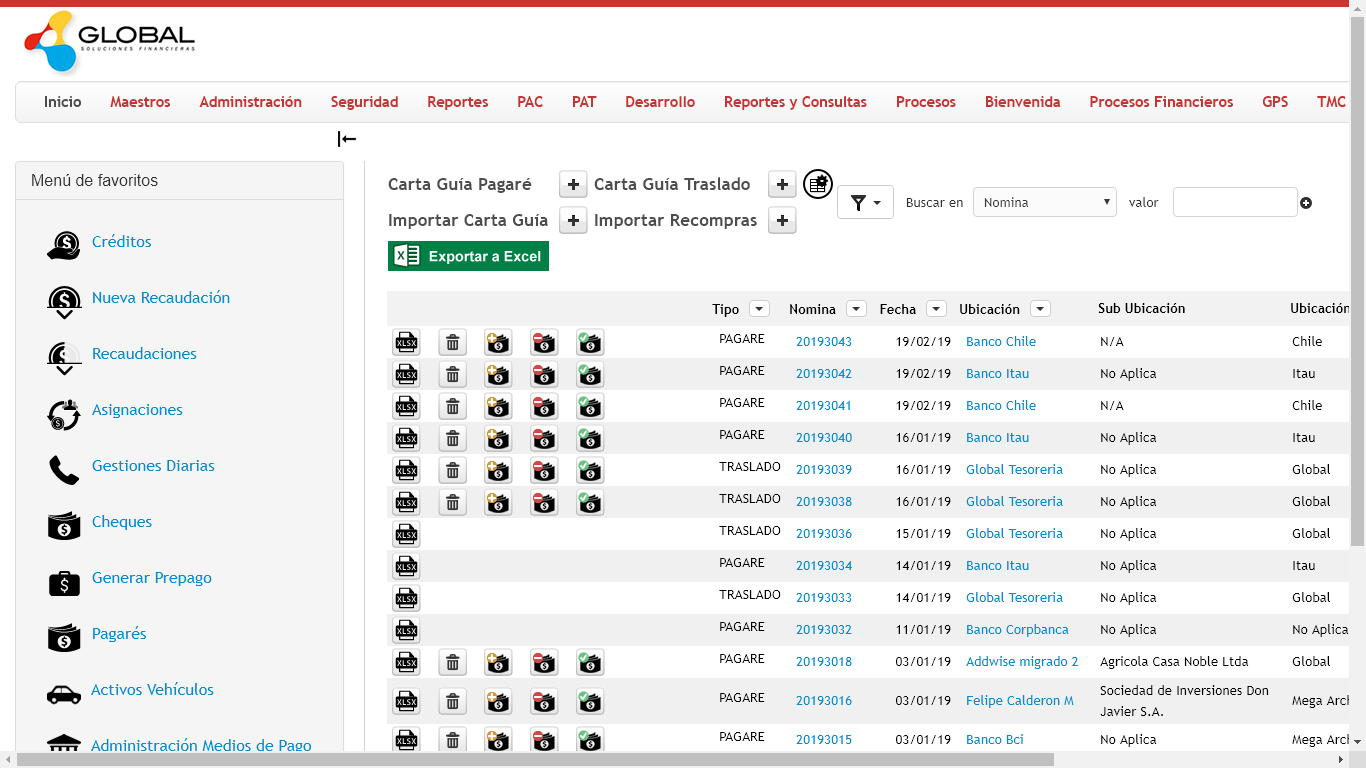 GLOBAL
SOLUCIONES FINANCIERAS
Inicio Maestros Administración Seguridad Reportes PAC PAT Desarrollo Reportes y Consultas Procesos Bienvenida Procesos Financieros GPS TMC
Menú de favoritos
Créditos
Nueva Recaudación
Recaudaciones
Asignaciones
Gestiones Diarias
Cheques
Generar Prepago
Pagarés
Activos Vehículos
Administración Medios de Pago
Carta Guía Pagaré Carta Guía Traslado
Importar Carta Guía Importar Recompras
Buscar en Nomina valor
Exportar a Excel
Tipo Nomina Fecha Ubicación Sub Ubicación Ubicación
XLSX PAGARE 20193043 19/02/19 Banco Chile N/A Chile
XLSX PAGARE 20193042 19/02/19 Banco Itau No Aplica Itau
XLSX PAGARE 20193041 19/02/19 Banco Chile N/A Chile
XLSX PAGARE 20193040 16/01/19 Banco Itau No Aplica Itau
XLSX TRASLADO 20193039 16/01/19 Global Tesoreria No Aplica Global
XLSX TRASLADO 20193038 16/01/19 Global Tesoreria No Aplica Global
XLSX TRASLADO 20193036 15/01/19 Global Tesoreria No Aplica Global
XLSX PAGARE 20193034 14/01/19 Banco Itau No Aplica Itau
XLSX TRASLADO 20193033 14/01/19 Global Tesoreria No Aplica Global
XLSX PAGARE 20193032 11/01/19 Banco Corpbanca No Aplica No Aplica
XLSX PAGARE 20193018 03/01/19 Addwise migrado 2 Agricola Casa Noble Ltda Global
XLSX PAGARE 20193016 03/01/19 Felipe Calderon M Sociedad de Inversiones Don Javier S.A. Mega Arch
XLSX PAGARE 20193015 03/01/19 Banco Bci No Aplica Mega Arch